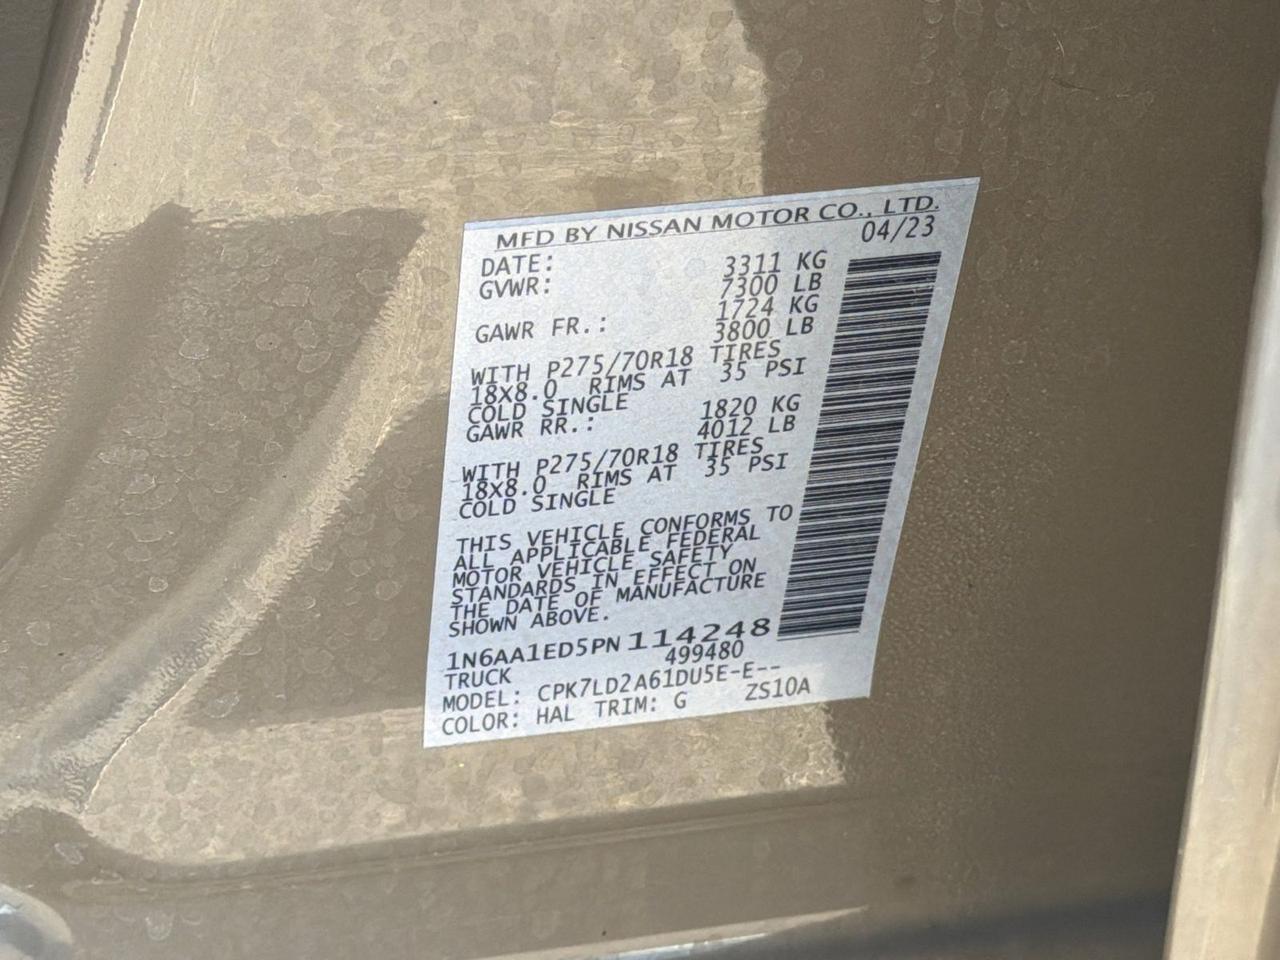 MFD BY NISSAN MOTOR CO., LTD.
DATE: 04/23
GVWR: 3311 KG
7300 LB
GAWR FR.: 1724 KG
3800 LB
WITH P275/70R18 TIRES
18X8.0 RIMS AT 35 PSI
COLD SINGLE
GAWR RR.: 1820 KG
4012 LB
WITH P275/70R18 TIRES
18X8.0 RIMS AT 35 PSI
COLD SINGLE
THIS VEHICLE CONFORMS TO
ALL APPLICABLE FEDERAL
MOTOR VEHICLE SAFETY
STANDARDS IN EFFECT ON
THE DATE OF MANUFACTURE
SHOWN ABOVE.
1N6AA1ED5PN114248
TRUCK 499480
MODEL: CPK7LD2A61DU5E-E--
COLOR: HAL TRIM: G ZS10A